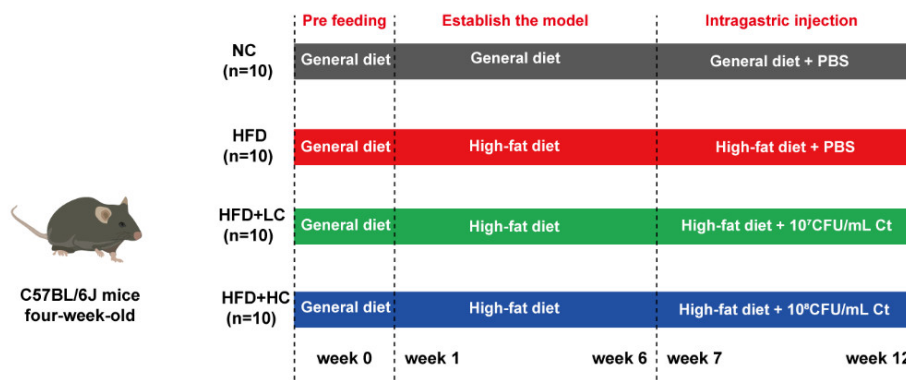 Pre feeding Establish the model Intragastric injection
NC
(n=10)
General diet General diet General diet + PBS
HFD
(n=10)
General diet High-fat diet High-fat diet + PBS
HFD+LC
(n=10)
General diet High-fat diet High-fat diet + 10⁷CFU/mL Ct
HFD+HC
(n=10)
General diet High-fat diet High-fat diet + 10⁸CFU/mL Ct
C57BL/6J mice
four-week-old
week 0 week 1 week 6 week 7 week 12